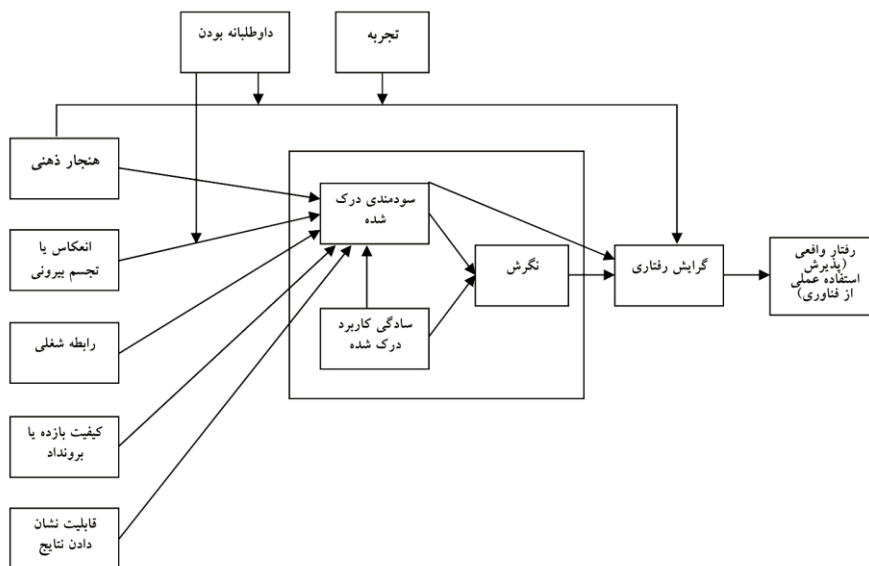 داوطلبانه بودن
تجربه
هنجار ذهنی
انعکاس یا
تجسم بیرونی
رابطه شغلی
کیفیت بازده یا
برونداد
قابلیت نشان
دادن نتایج
سودمندی درک
شده
سادگی کاربرد
درک شده
نگرش
گرایش رفتاری
رفتار واقعی
(پذیرش
استفاده عملی
از فناوری)